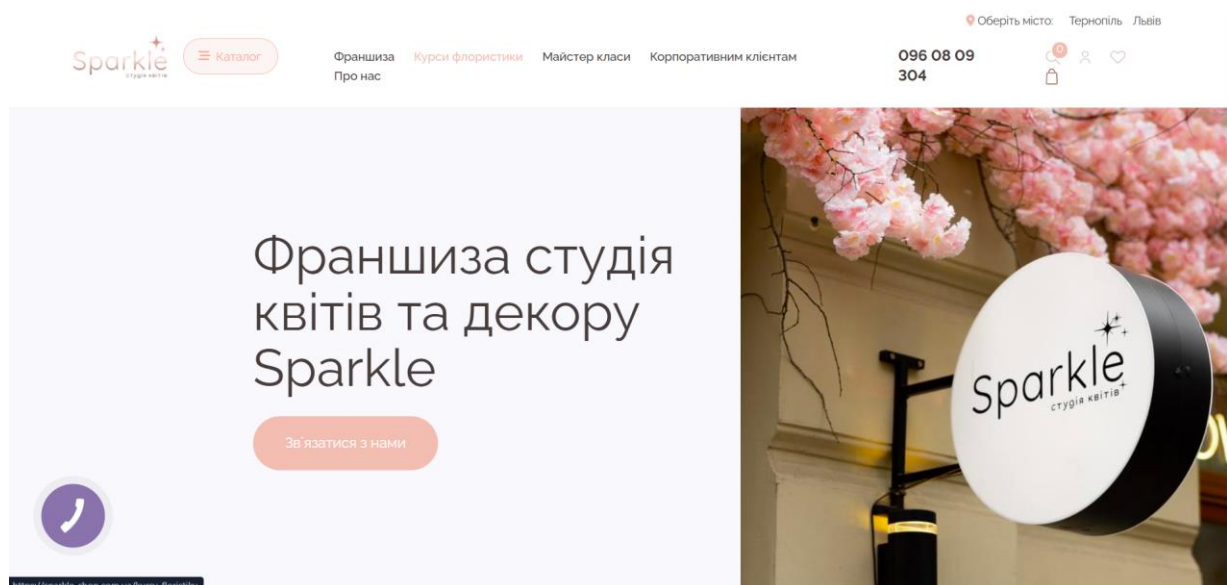 Оберіть місто: Тернопіль Львів
Sparkle
студія квітів
Каталог
Франшиза Курси флористики Майстер класи Корпоративним клієнтам
Про нас
096 08 09
304
0
Франшиза студія
квітів та декору
Sparkle
Зв'язатися з нами
Sparkle
студія квітів